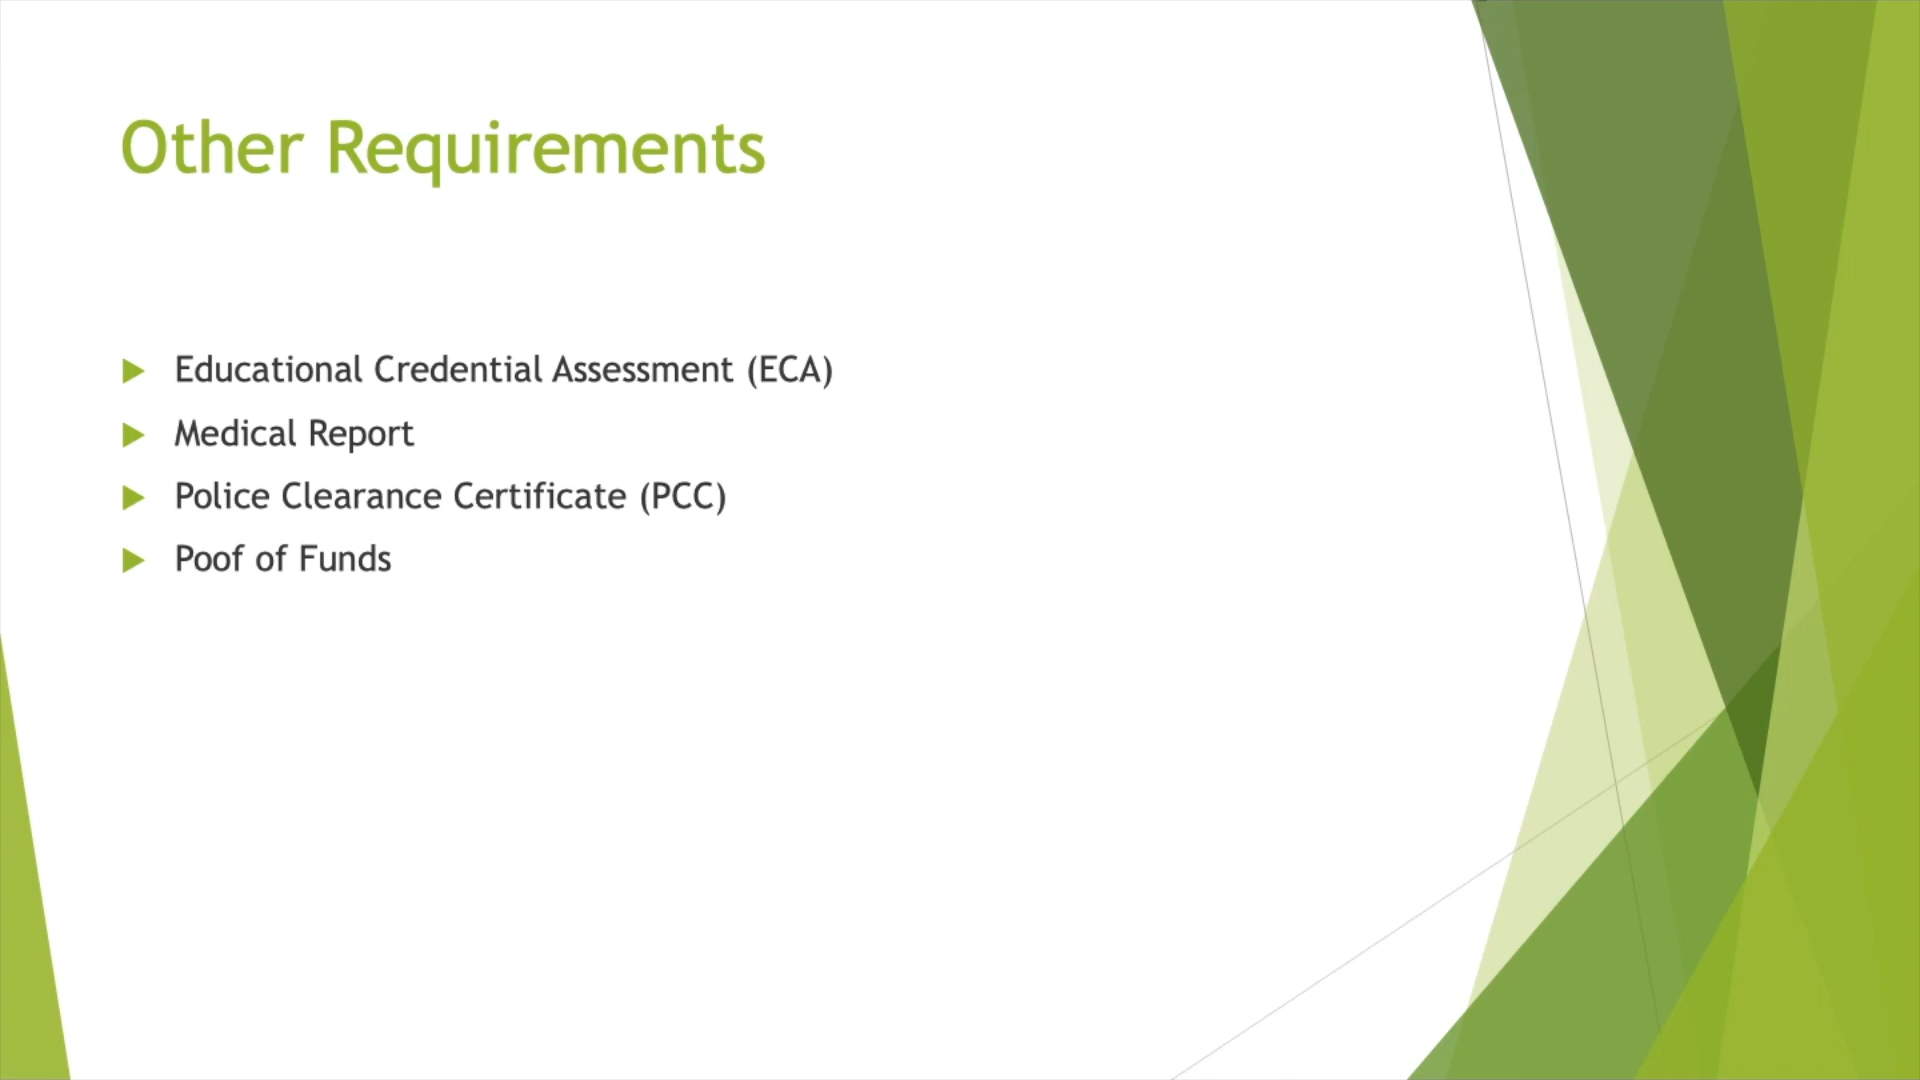 Other Requirements
Educational Credential Assessment (ECA)
Medical Report
Police Clearance Certificate (PCC)
Poof of Funds